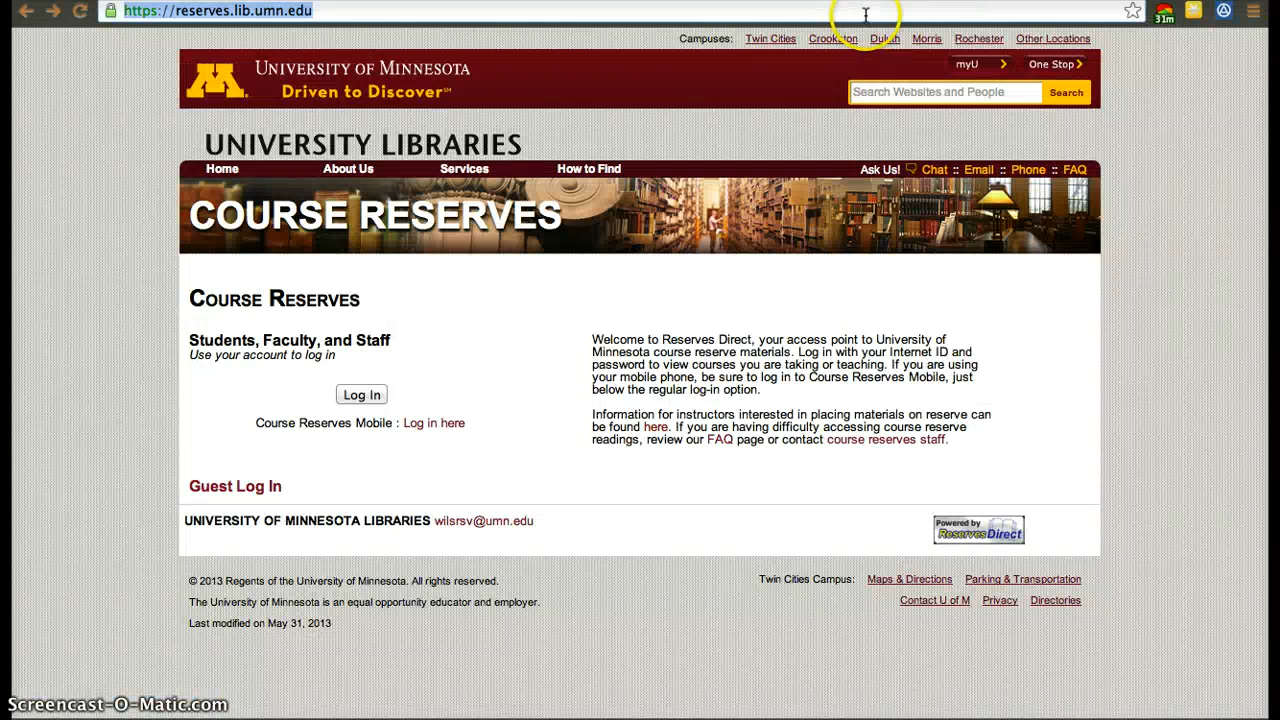 https://reserves.lib.umn.edu
31m
Campuses: Twin Cities Crookston Duluth Morris Rochester Other Locations
UNIVERSITY OF MINNESOTA
Driven to Discover℠
myU One Stop
Search Websites and People Search
UNIVERSITY LIBRARIES
Home About Us Services How to Find Ask Us! Chat :: Email :: Phone :: FAQ
COURSE RESERVES
COURSE RESERVES
Students, Faculty, and Staff
Use your account to log in
Log In
Course Reserves Mobile : Log in here
Welcome to Reserves Direct, your access point to University of
Minnesota course reserve materials. Log in with your Internet ID and
password to view courses you are taking or teaching. If you are using
your mobile phone, be sure to log in to Course Reserves Mobile, just
below the regular log-in option.
Information for instructors interested in placing materials on reserve can
be found here. If you are having difficulty accessing course reserve
readings, review our FAQ page or contact course reserves staff.
Guest Log In
UNIVERSITY OF MINNESOTA LIBRARIES wilsrsv@umn.edu
Powered by
ReservesDirect
© 2013 Regents of the University of Minnesota. All rights reserved.
The University of Minnesota is an equal opportunity educator and employer.
Last modified on May 31, 2013
Twin Cities Campus: Maps & Directions Parking & Transportation
Contact U of M Privacy Directories
Screencast-O-Matic.com